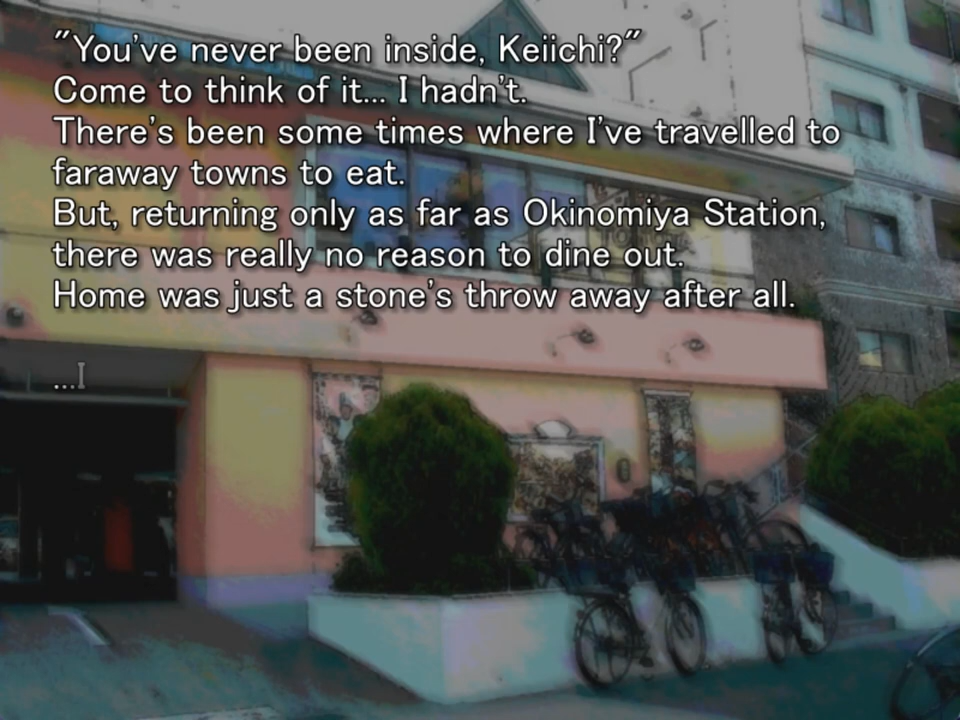 "You've never been inside, Keiichi?"
Come to think of it... I hadn't.
There's been some times where I've travelled to
faraway towns to eat.
But, returning only as far as Okinomiya Station,
there was really no reason to dine out.
Home was just a stone's throw away after all.
...I